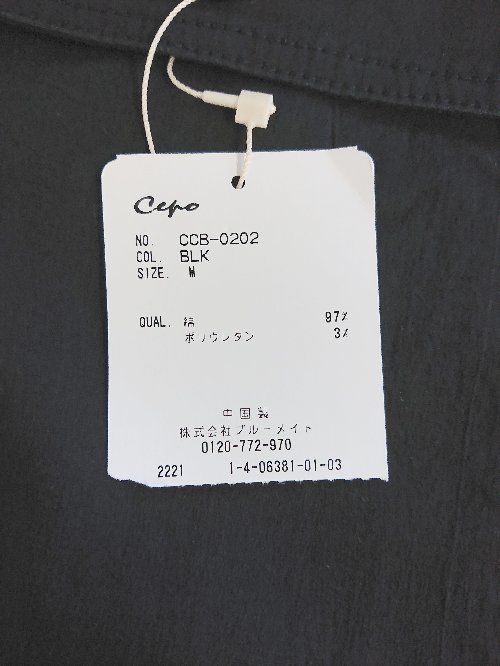 Cepo
NO. CCB-0202
COL. BLK
SIZE. M
QUAL. 綿 97%
ポリウレタン 3%
中国製
株式会社ブルーメイト
0120-772-970
2221 1-4-06381-01-03